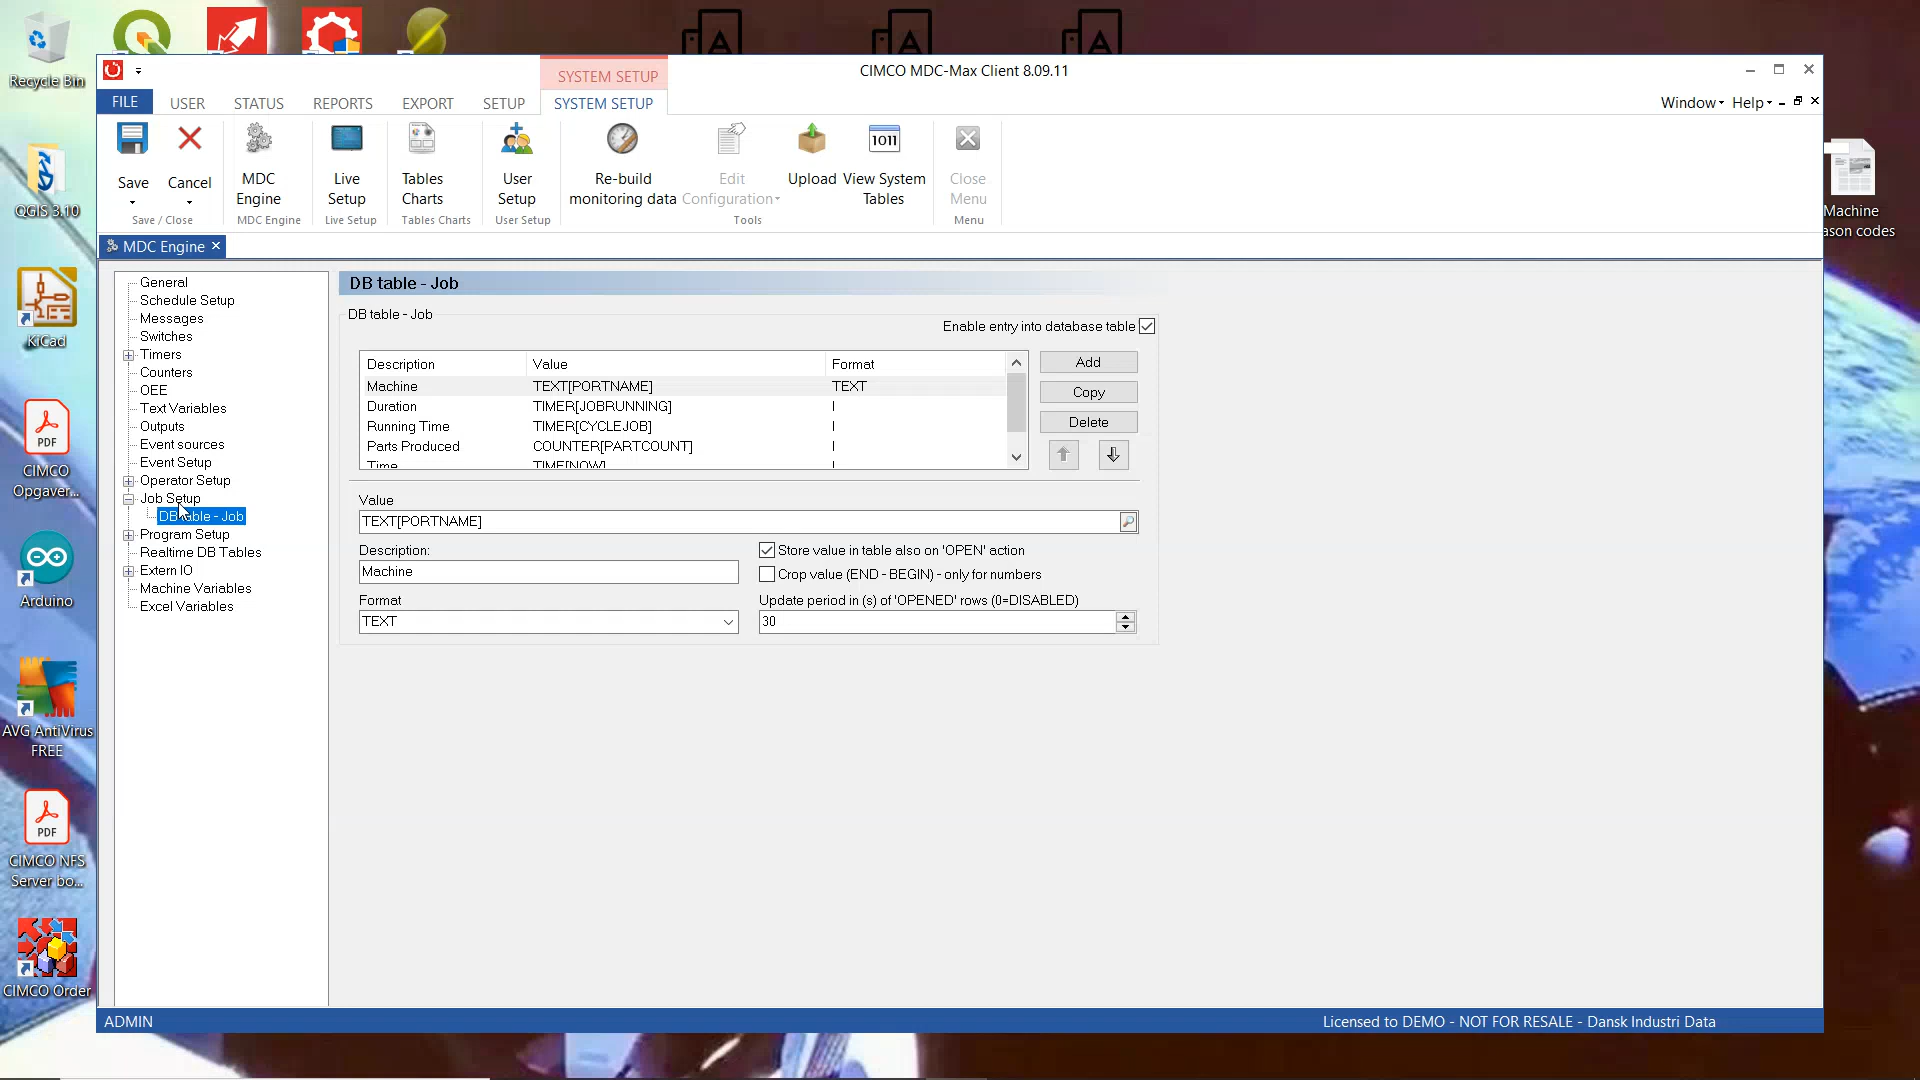 Recycle Bin
QGIS 3.10
KiCad
PDF
CIMCO
Opgaver...
Arduino
AVG AntiVirus
FREE
PDF
CIMCO NFS
Server bo...
CIMCO Order
A
A
A
Machine
ason codes
SYSTEM SETUP
CIMCO MDC-Max Client 8.09.11
FILE
USER
STATUS
REPORTS
EXPORT
SETUP
SYSTEM SETUP
Window
Help
Save
Cancel
Save / Close
MDC
Engine
MDC Engine
Live
Setup
Live Setup
Tables
Charts
Tables Charts
User
Setup
User Setup
Re-build
monitoring data
Edit
Configuration
Upload
1011
View System
Tables
Tools
Close
Menu
Menu
MDC Engine
General
Schedule Setup
Messages
Switches
Timers
Counters
OEE
Text Variables
Outputs
Event sources
Event Setup
Operator Setup
Job Setup
DB table - Job
Program Setup
Realtime DB Tables
Extern IO
Machine Variables
Excel Variables
DB table - Job
DB table - Job
Enable entry into database table
Description Value Format
Machine TEXT[PORTNAME] TEXT
Duration TIMER[JOBRUNNING] I
Running Time TIMER[CYCLEJOB] I
Parts Produced COUNTER[PARTCOUNT] I
Time TIME[NOW] I
Add
Copy
Delete
Value
TEXT[PORTNAME]
Description:
Machine
Format
TEXT
Store value in table also on 'OPEN' action
Crop value (END - BEGIN) - only for numbers
Update period in (s) of 'OPENED' rows (0=DISABLED)
30
ADMIN
Licensed to DEMO - NOT FOR RESALE - Dansk Industri Data